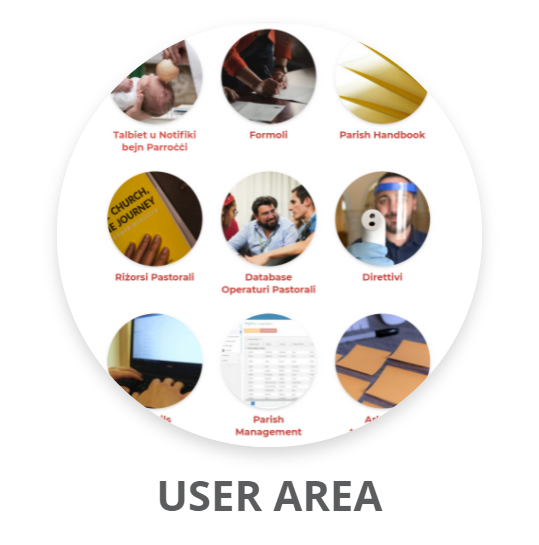 Talbiet u Notifiki
bejn Parroċċi
Formoli
Parish Handbook
CHURCH,
JOURNEY
Riżorsi Pastorali
Database
Operaturi Pastorali
Direttivi
Parish
Management
USER AREA